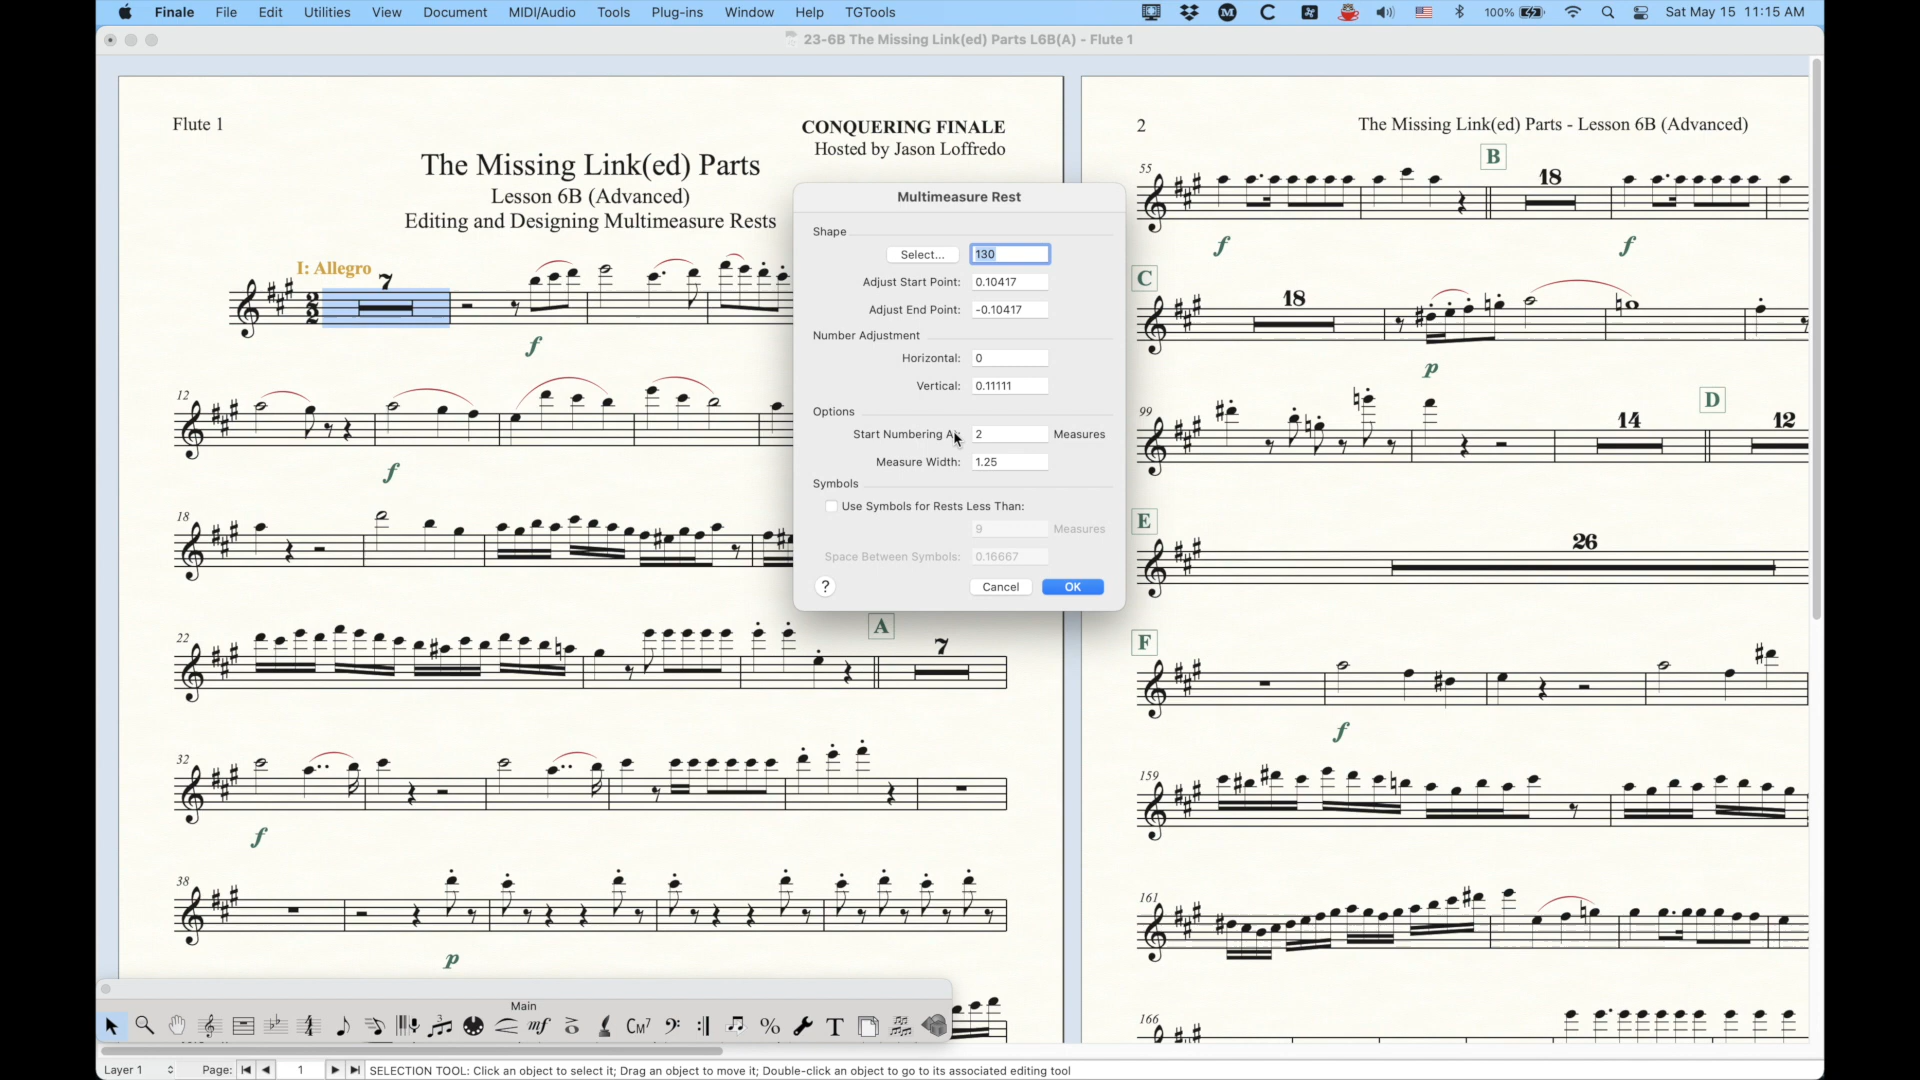 Finale File Edit Utilities View Document MIDI/Audio Tools Plug-ins Window Help TGTools 100% Sat May 15 11:15 AM
23-6B The Missing Link(ed) Parts L6B(A) - Flute 1
Flute 1
CONQUERING FINALE
Hosted by Jason Loffredo
The Missing Link(ed) Parts
Lesson 6B (Advanced)
Editing and Designing Multimeasure Rests
I: Allegro
7
f
12
f
18
22
A
7
32
f
38
p
2
The Missing Link(ed) Parts - Lesson 6B (Advanced)
55
B
18
f
f
C
18
p
99
14
D
12
E
26
F
f
159
161
166
Multimeasure Rest
Shape
Select... 130
Adjust Start Point: 0.10417
Adjust End Point: -0.10417
Number Adjustment
Horizontal: 0
Vertical: 0.11111
Options
Start Numbering At: 2 Measures
Measure Width: 1.25
Symbols
Use Symbols for Rests Less Than:
9 Measures
Space Between Symbols: 0.16667
? Cancel OK
Main
mf CM7 % T
Layer 1 Page: 1 SELECTION TOOL: Click an object to select it; Drag an object to move it; Double-click an object to go to its associated editing tool